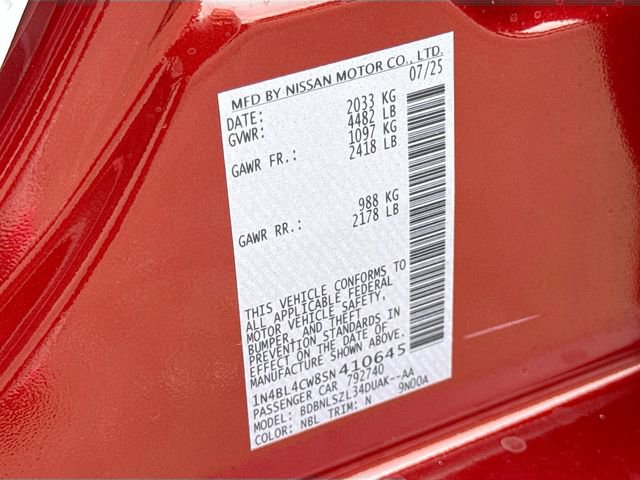 MFD BY NISSAN MOTOR CO., LTD.
DATE: 07/25
GVWR: 2033 KG
4482 LB
GAWR FR.: 1097 KG
2418 LB
GAWR RR.: 988 KG
2178 LB
THIS VEHICLE CONFORMS TO
ALL APPLICABLE FEDERAL
MOTOR VEHICLE SAFETY,
BUMPER, AND THEFT
PREVENTION STANDARDS IN
EFFECT ON THE DATE OF
MANUFACTURE SHOWN ABOVE.
1N4BL4CW8SN410645
PASSENGER CAR 792740
MODEL: BDBNLSZL34DUAK--AA
COLOR: NBL TRIM: N 9N00A